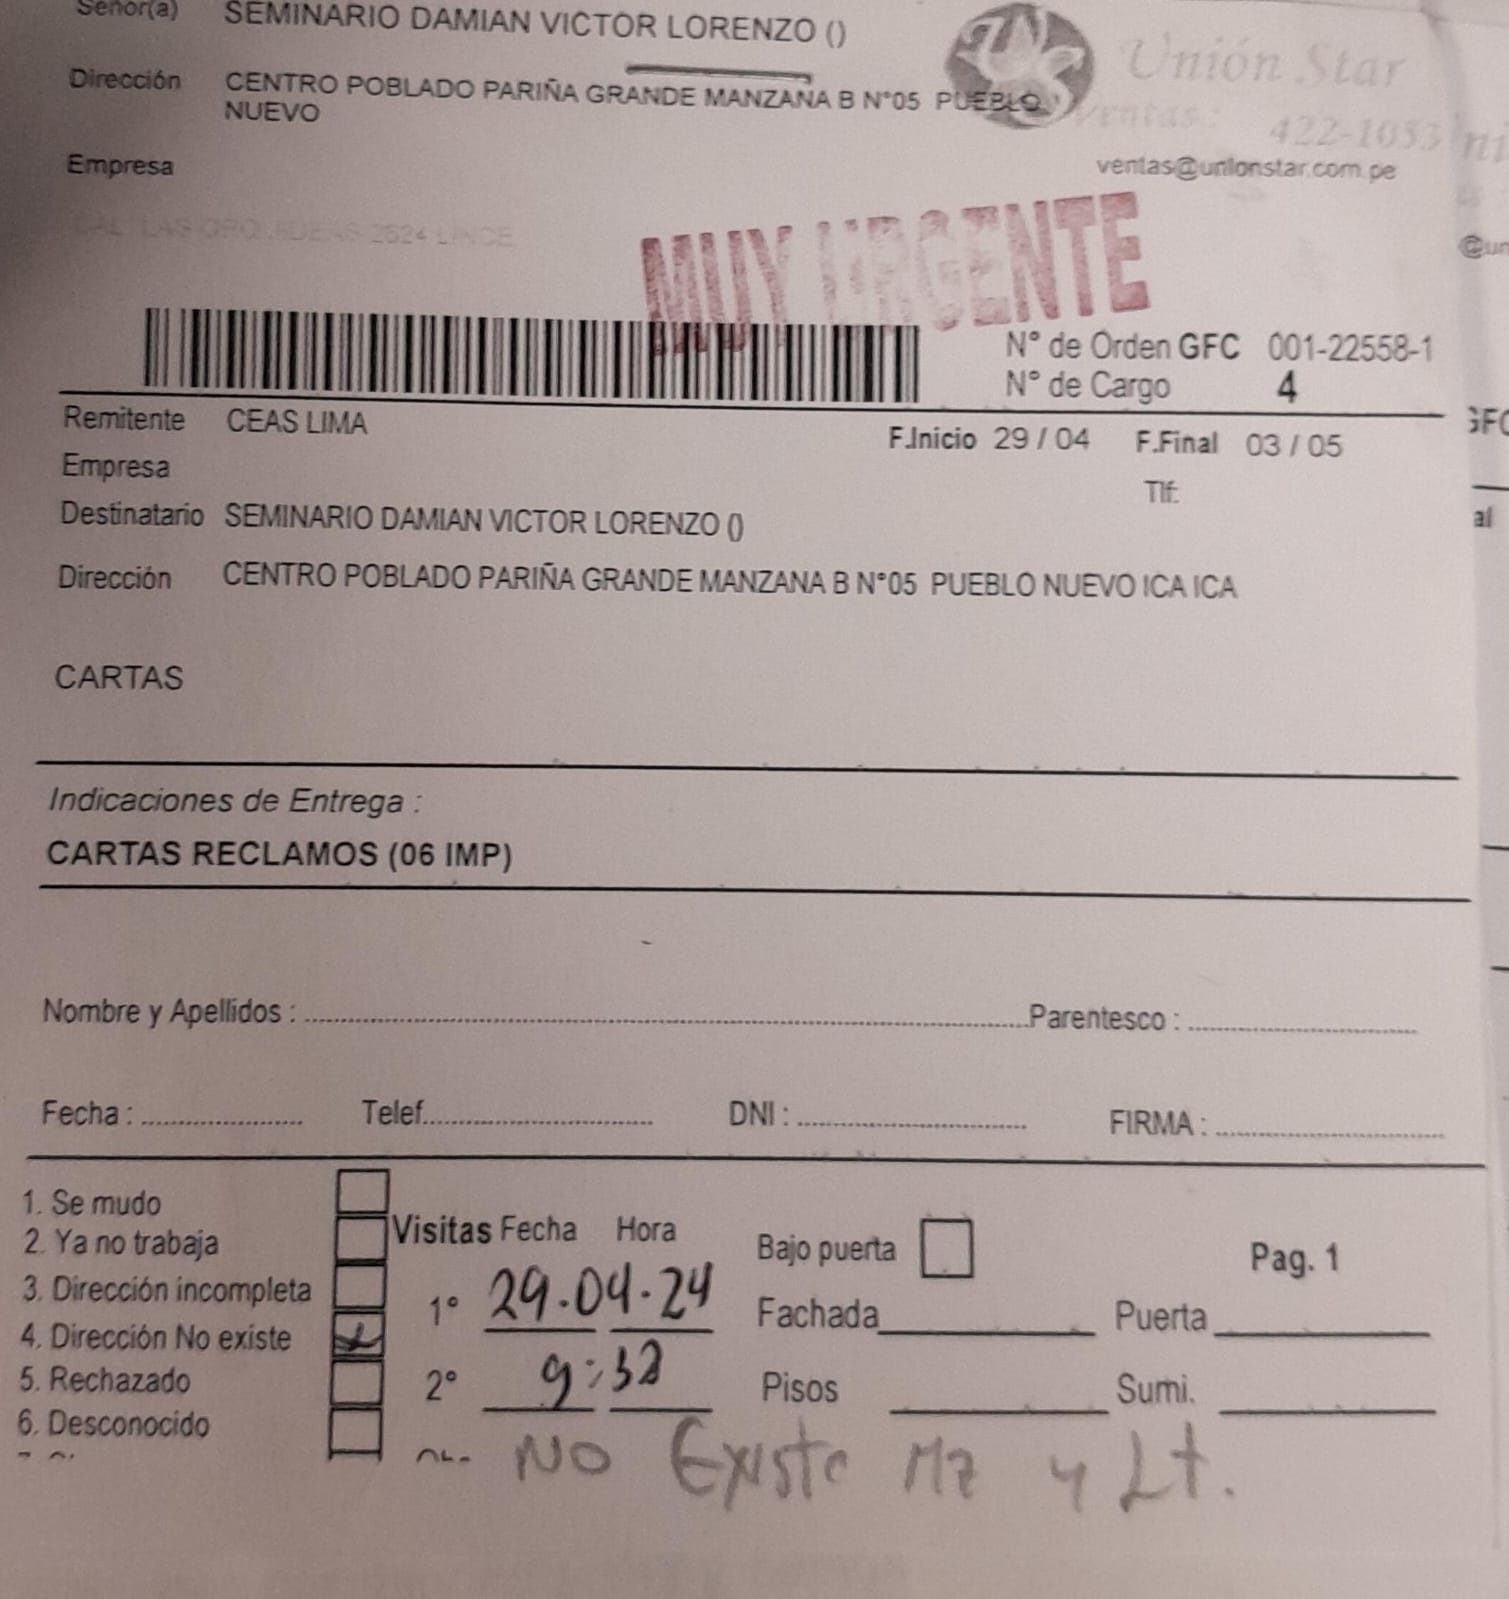 Señor(a) SEMINARIO DAMIAN VICTOR LORENZO ()
Unión Star
Dirección CENTRO POBLADO PARIÑA GRANDE MANZANA B N°05 PUEBLO
NUEVO
Ventas: 422-1053
Empresa
ventas@unionstar.com.pe
CAL LAS ORQUIDEAS 2624 LINCE
MUY URGENTE
N° de Orden GFC 001-22558-1
N° de Cargo 4
Remitente CEAS LIMA
F.Inicio 29 / 04 F.Final 03 / 05
Empresa
Tlf:
Destinatario SEMINARIO DAMIAN VICTOR LORENZO ()
Dirección CENTRO POBLADO PARIÑA GRANDE MANZANA B N°05 PUEBLO NUEVO ICA ICA
CARTAS
Indicaciones de Entrega :
CARTAS RECLAMOS (06 IMP)
Nombre y Apellidos : Parentesco :
Fecha : Telef. DNI : FIRMA :
1. Se mudo
2. Ya no trabaja
3. Dirección incompleta
4. Dirección No existe
5. Rechazado
6. Desconocido
Visitas Fecha Hora
1° 29.04.24
2° 9:32
Bajo puerta
Pag. 1
Fachada Puerta
Pisos Sumi.
NO Existe Mz y Lt.